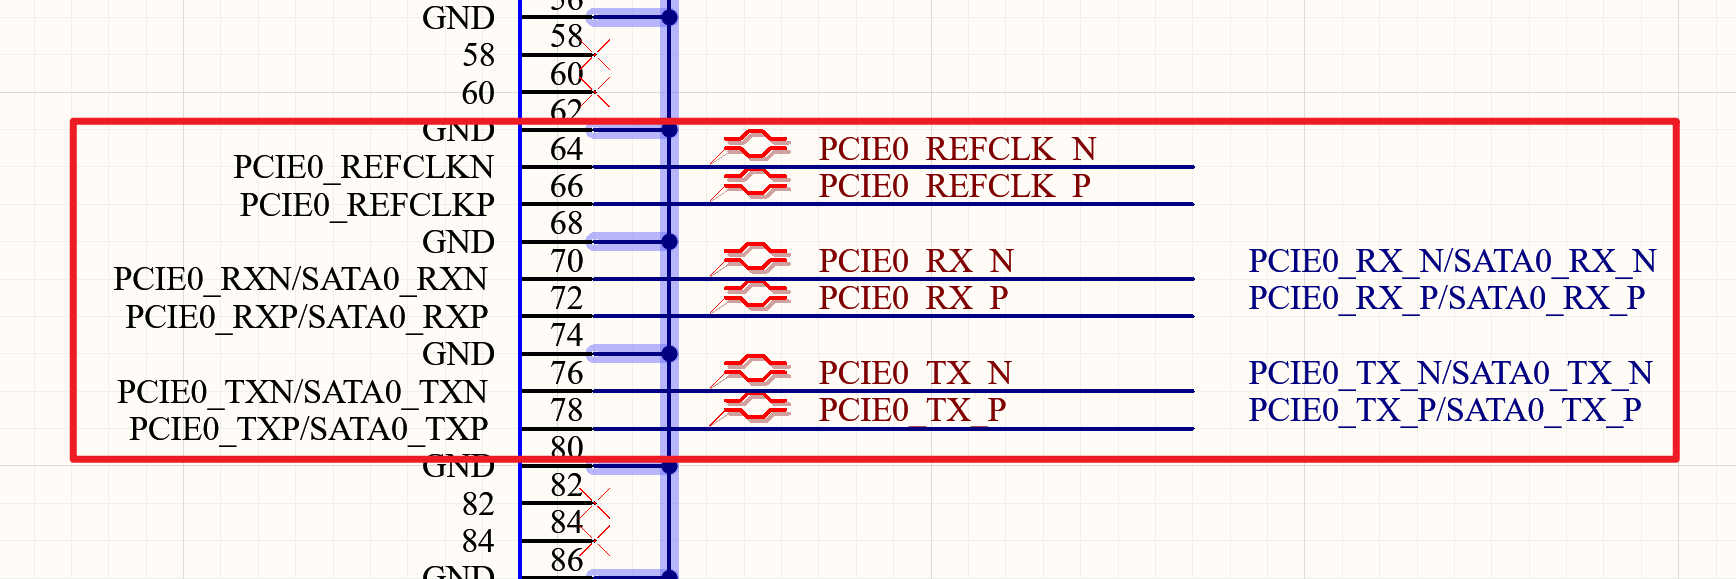 56
GND
58
58
60
60
62
GND
64 PCIE0_REFCLK_N
PCIE0_REFCLKN
66 PCIE0_REFCLK_P
PCIE0_REFCLKP
68
GND
70 PCIE0_RX_N PCIE0_RX_N/SATA0_RX_N
PCIE0_RXN/SATA0_RXN
72 PCIE0_RX_P PCIE0_RX_P/SATA0_RX_P
PCIE0_RXP/SATA0_RXP
74
GND
76 PCIE0_TX_N PCIE0_TX_N/SATA0_TX_N
PCIE0_TXN/SATA0_TXN
78 PCIE0_TX_P PCIE0_TX_P/SATA0_TX_P
PCIE0_TXP/SATA0_TXP
80
GND
82
82
84
84
86
GND